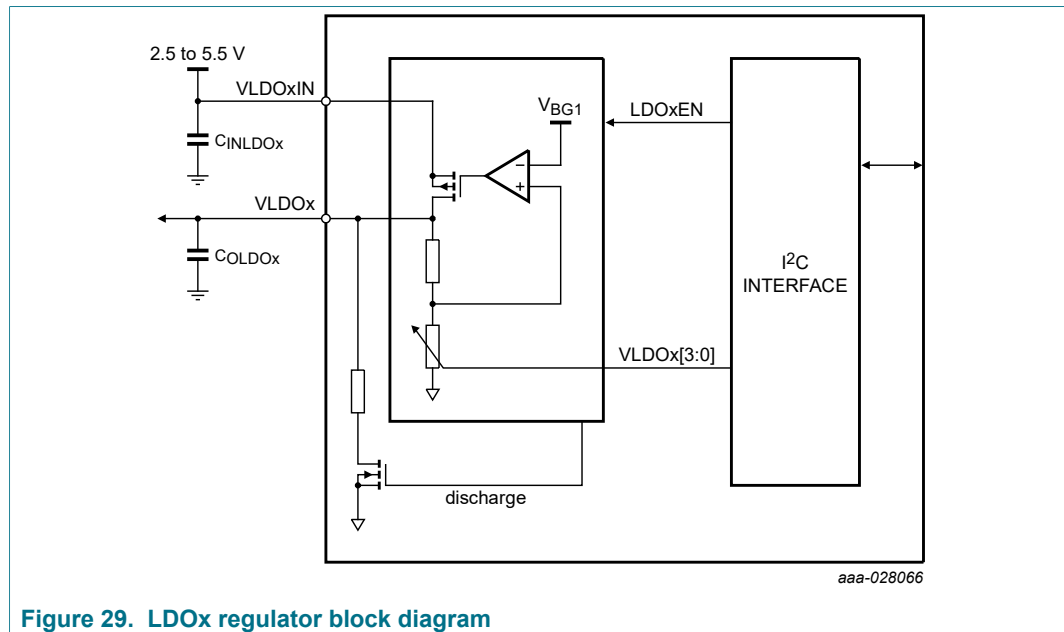 2.5 to 5.5 V
VLDOxIN
VBG1
LDOxEN
CINLDOx
−
+
VLDOx
COLDOx
I2C
INTERFACE
VLDOx[3:0]
discharge
aaa-028066
Figure 29. LDOx regulator block diagram